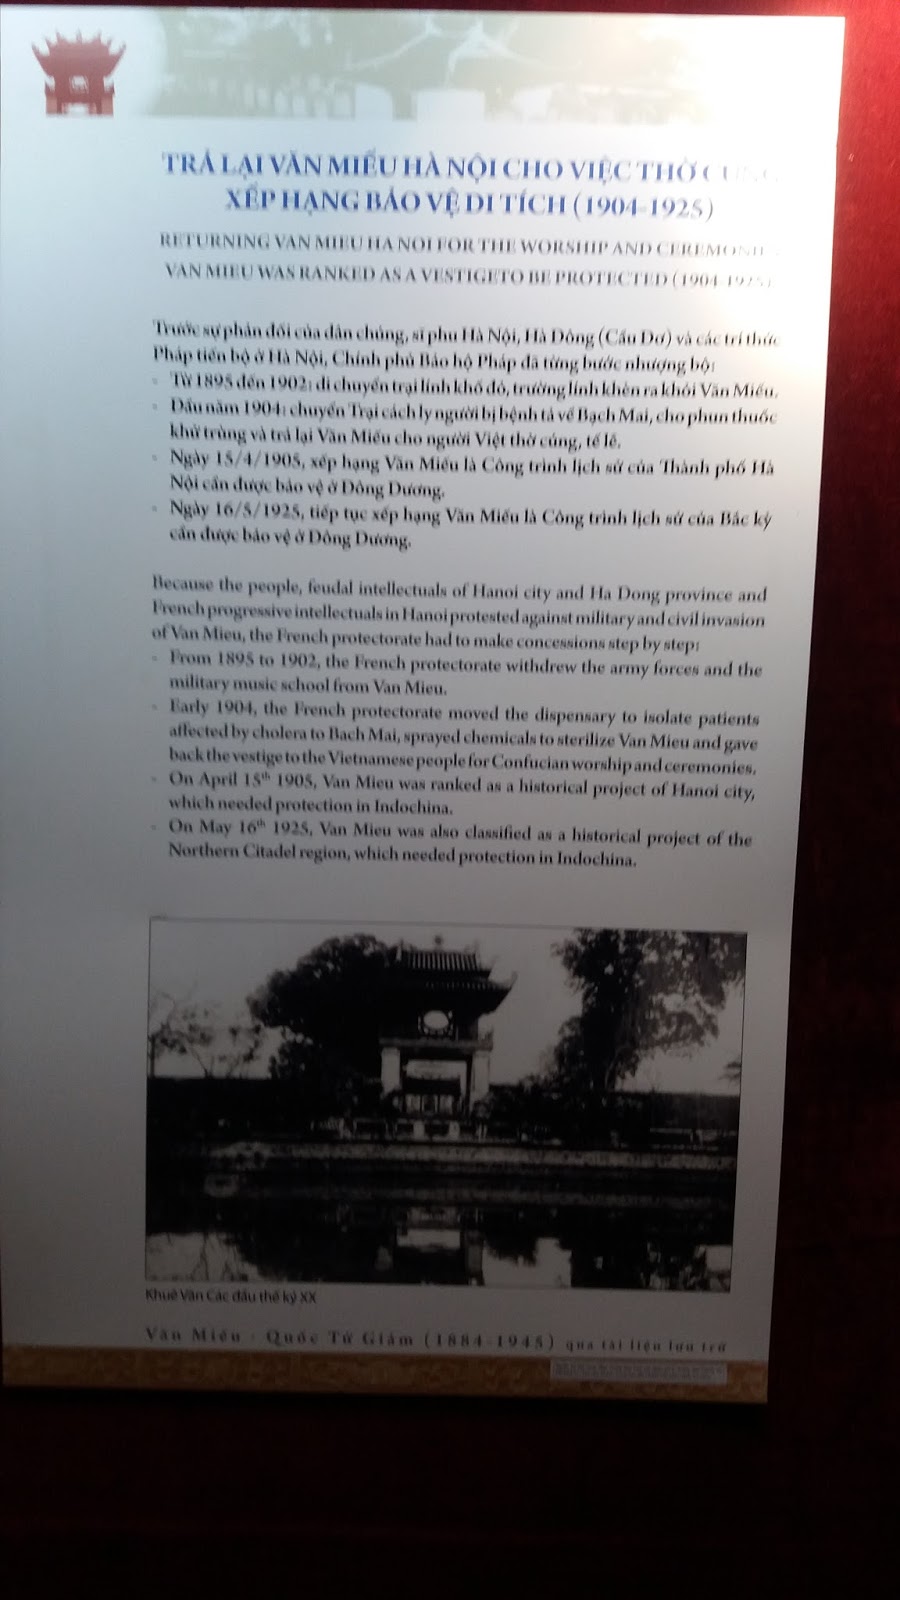 TRẢ LẠI VĂN MIẾU HÀ NỘI CHO VIỆC THỜ CÚNG
XẾP HẠNG BẢO VỆ DI TÍCH (1904-1925)
RETURNING VAN MIEU HA NOI FOR THE WORSHIP AND CEREMONIES
VAN MIEU WAS RANKED AS A VESTIGETO BE PROTECTED (1904-1925)
Trước sự phản đối của dân chúng, sĩ phu Hà Nội, Hà Đông (Cầu Đơ) và các trí thức
Pháp tiến bộ ở Hà Nội, Chính phủ Bảo hộ Pháp đã từng bước nhượng bộ:
- Từ 1895 đến 1902: di chuyển trại lính khố đỏ, trường lính khèn ra khỏi Văn Miếu.
- Đầu năm 1904: chuyển Trại cách ly người bị bệnh tả về Bạch Mai, cho phun thuốc
khử trùng và trả lại Văn Miếu cho người Việt thờ cúng, tế lễ.
- Ngày 15/4/1905, xếp hạng Văn Miếu là Công trình lịch sử của Thành phố Hà
Nội cần được bảo vệ ở Đông Dương.
- Ngày 16/5/1925, tiếp tục xếp hạng Văn Miếu là Công trình lịch sử của Bắc kỳ
cần được bảo vệ ở Đông Dương.
Because the people, feudal intellectuals of Hanoi city and Ha Dong province and
French progressive intellectuals in Hanoi protested against military and civil invasion
of Van Mieu, the French protectorate had to make concessions step by step:
- From 1895 to 1902, the French protectorate withdrew the army forces and the
military music school from Van Mieu.
- Early 1904, the French protectorate moved the dispensary to isolate patients
affected by cholera to Bach Mai, sprayed chemicals to sterilize Van Mieu and gave
back the vestige to the Vietnamese people for Confucian worship and ceremonies.
- On April 15th 1905, Van Mieu was ranked as a historical project of Hanoi city,
which needed protection in Indochina.
- On May 16th 1925, Van Mieu was also classified as a historical project of the
Northern Citadel region, which needed protection in Indochina.
Khuê Văn Các đầu thế kỷ XX
Văn Miếu - Quốc Tử Giám (1884-1945) qua tài liệu lưu trữ